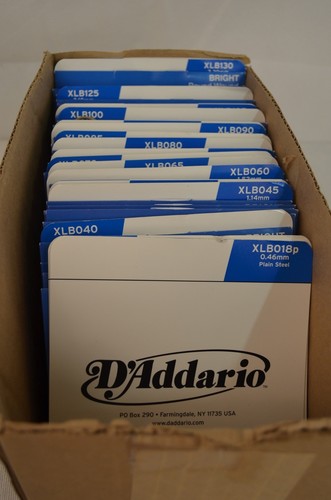 XLB130
BRIGHT
XLB125
XLB100
XLB090
XLB080
XLB065
XLB060
XLB045
1.14mm
XLB040
XLB018p
0.46mm
Plain Steel
D'Addario
PO Box 290 • Farmingdale, NY 11735 USA
www.daddario.com